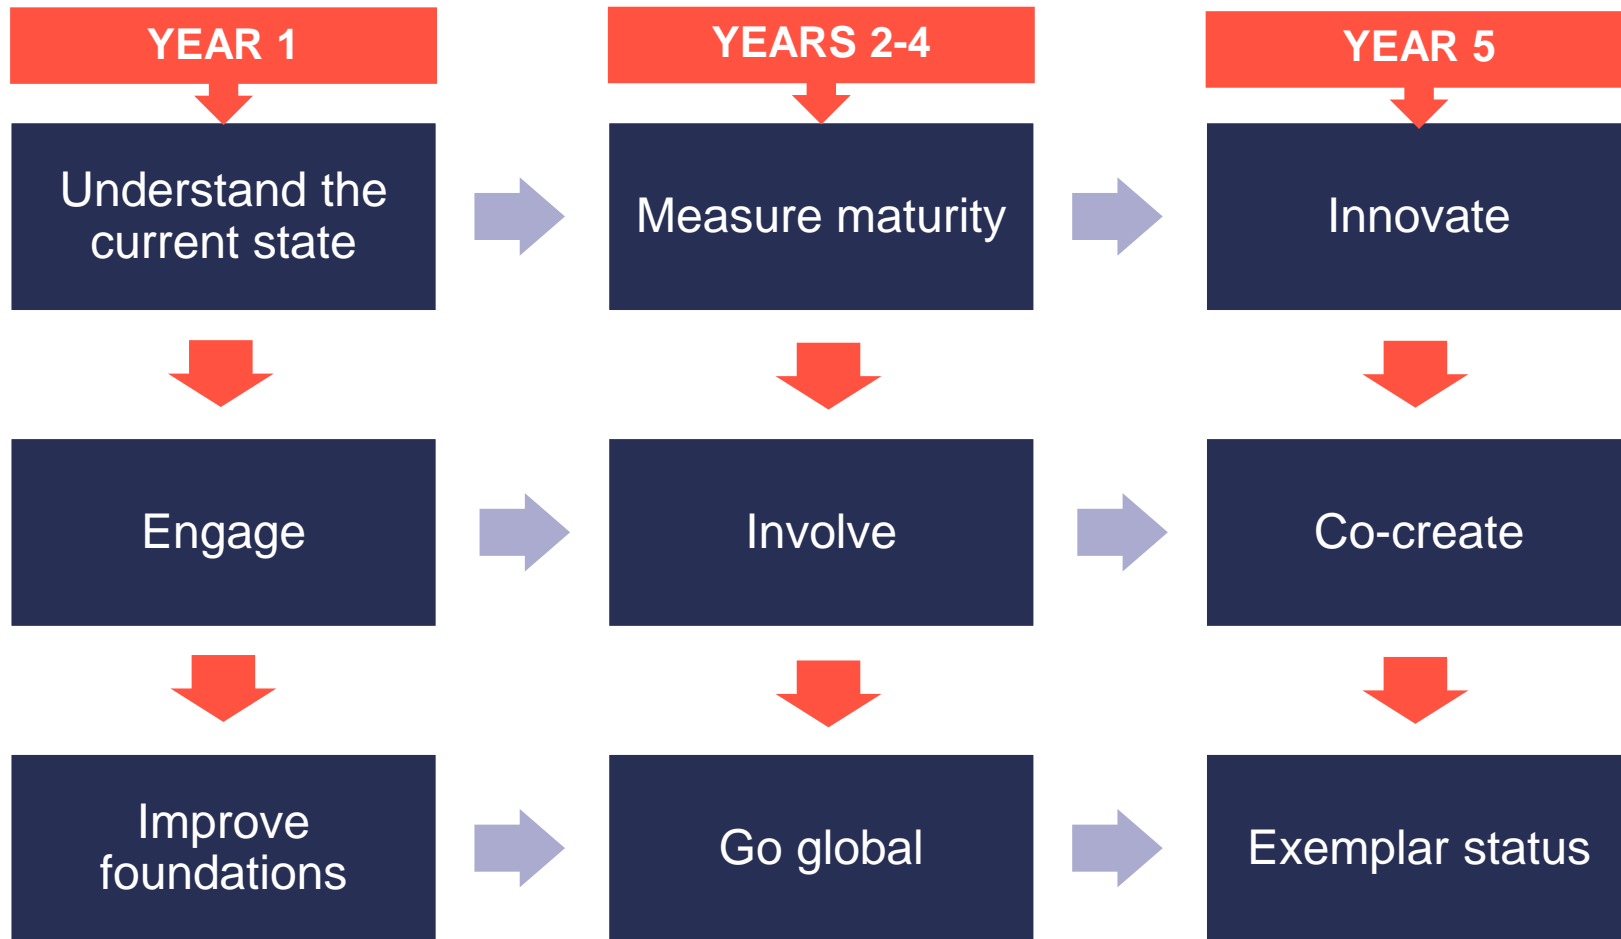 YEAR 1
YEARS 2-4
YEAR 5
Understand the
current state
Measure maturity
Innovate
Engage
Involve
Co-create
Improve
foundations
Go global
Exemplar status